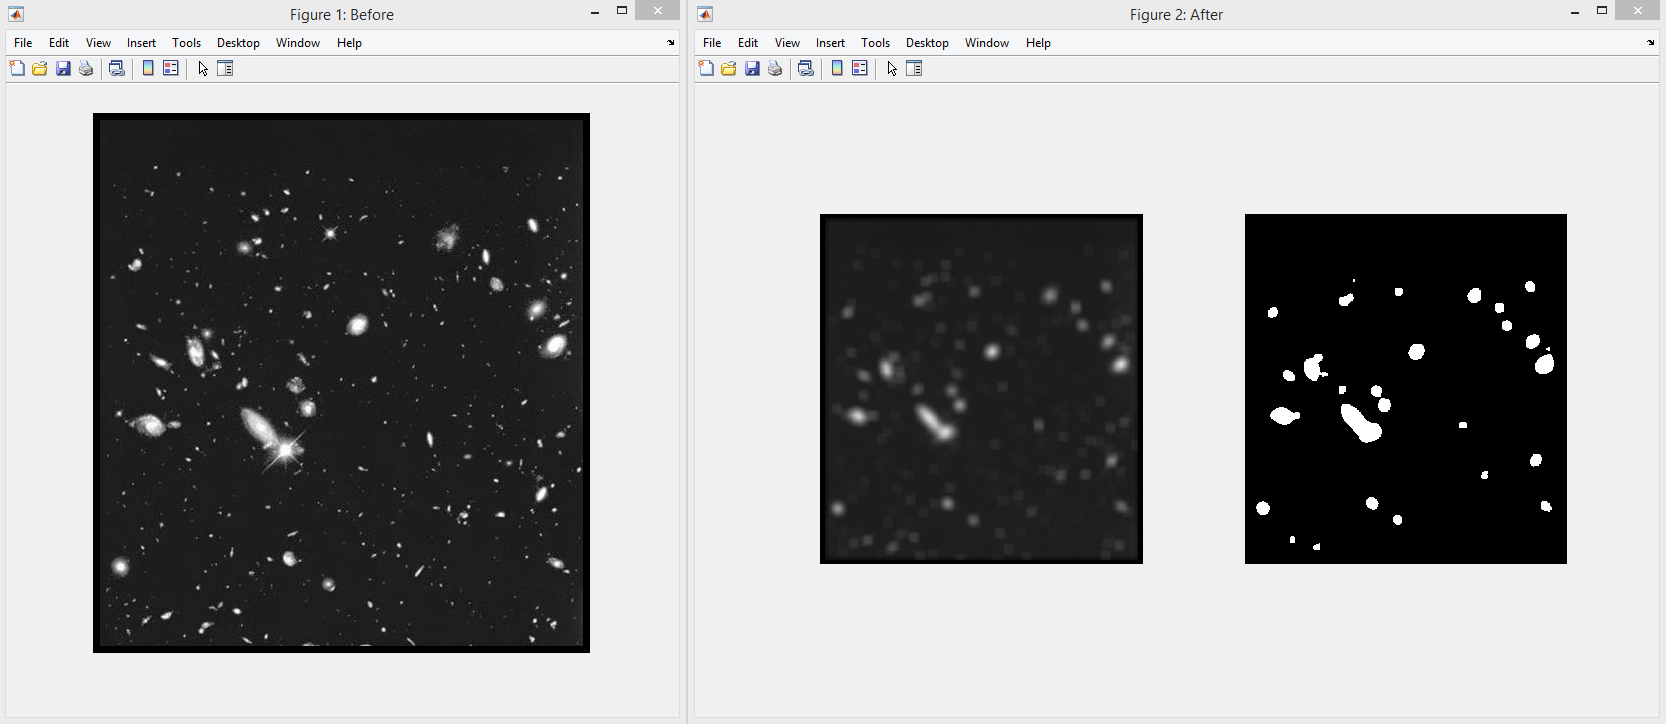 Figure 1: Before
File Edit View Insert Tools Desktop Window Help
Figure 2: After
File Edit View Insert Tools Desktop Window Help